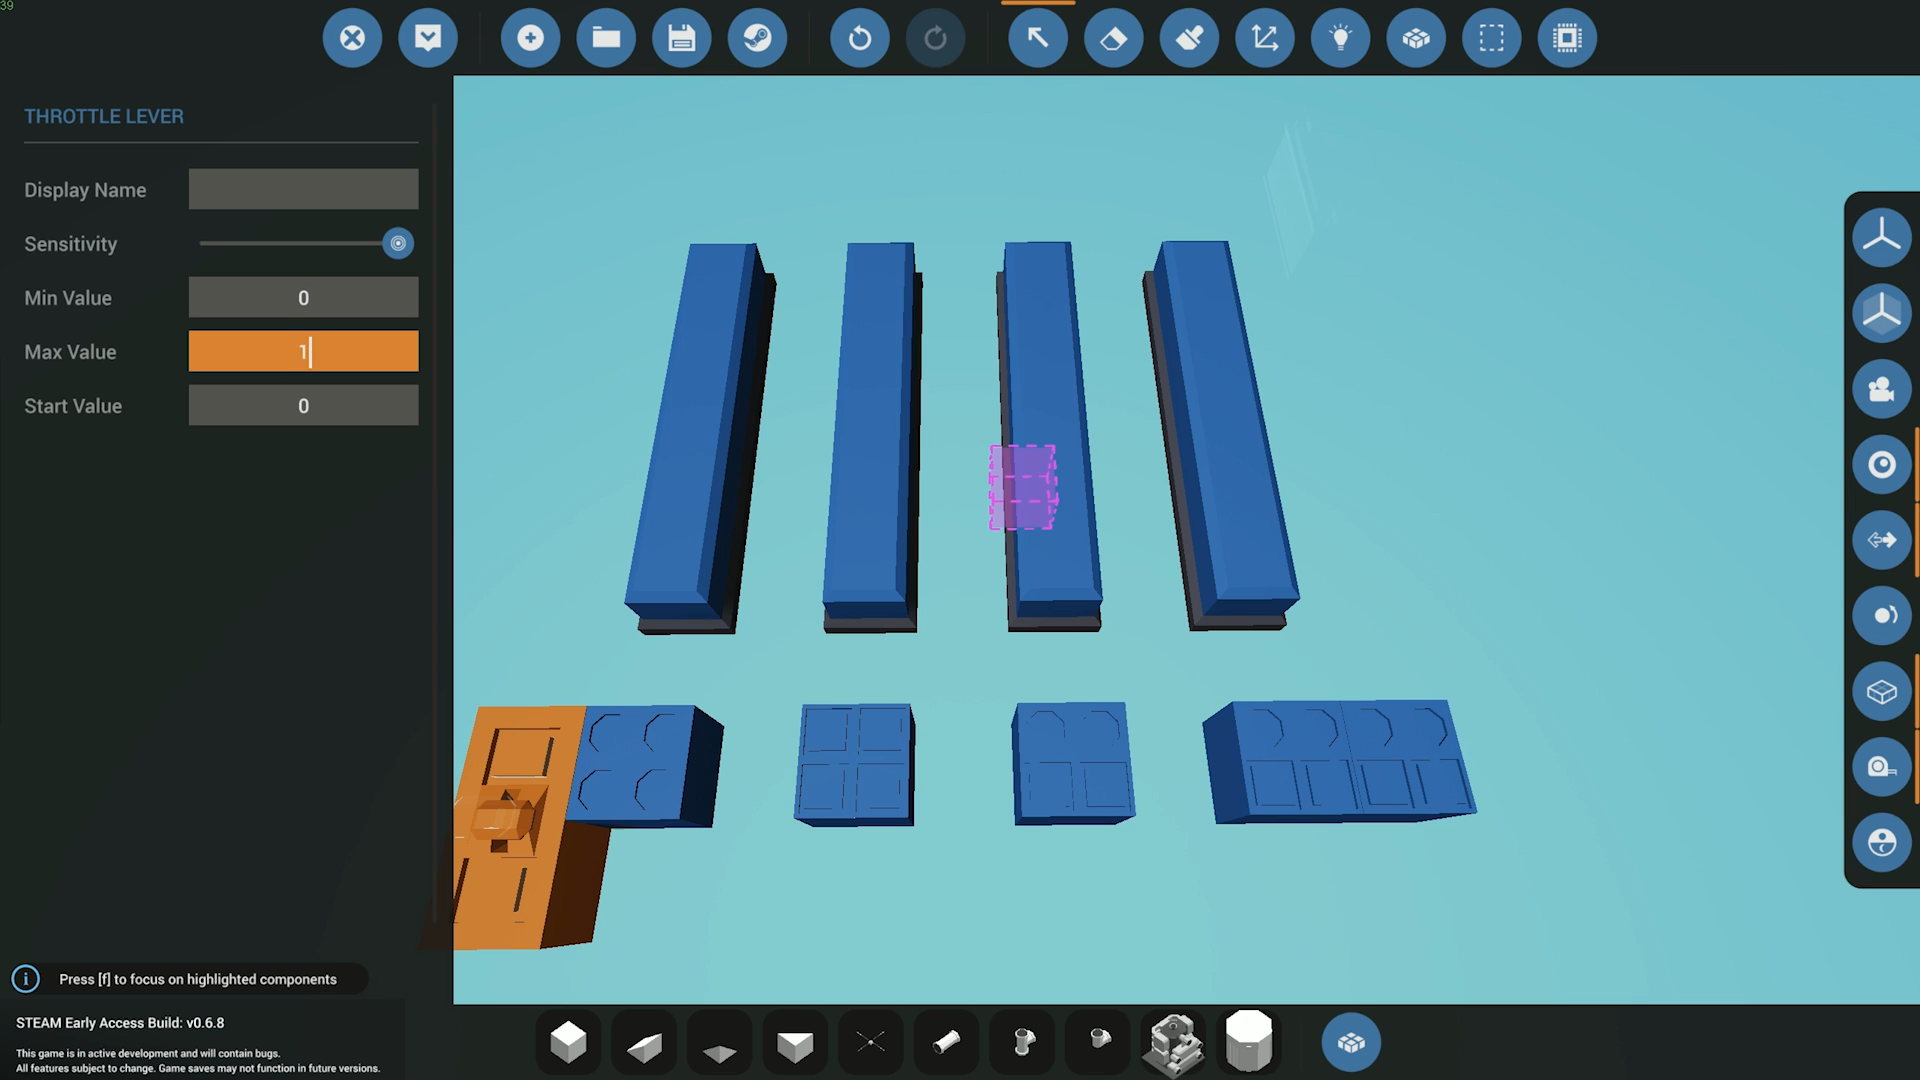 39
THROTTLE LEVER
Display Name
Sensitivity
Min Value 0
Max Value 1
Start Value 0
Press [f] to focus on highlighted components
STEAM Early Access Build: v0.6.8
This game is in active development and will contain bugs.
All features subject to change. Game saves may not function in future versions.